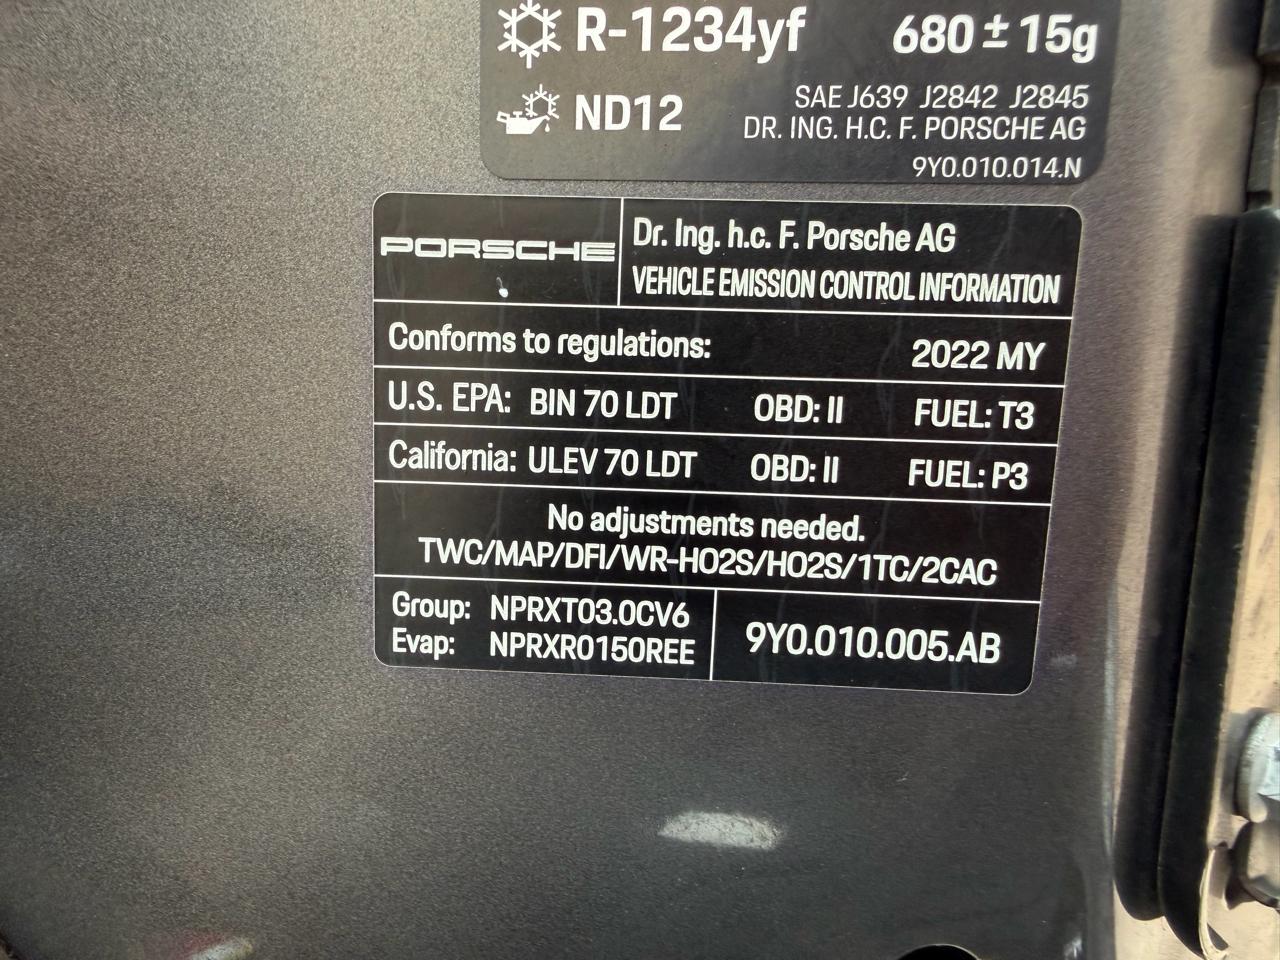 R-1234yf 680 ± 15g
ND12 SAE J639 J2842 J2845
DR. ING. H.C. F. PORSCHE AG
9Y0.010.014.N
PORSCHE Dr. Ing. h.c. F. Porsche AG
VEHICLE EMISSION CONTROL INFORMATION
Conforms to regulations: 2022 MY
U.S. EPA: BIN 70 LDT OBD: II FUEL: T3
California: ULEV 70 LDT OBD: II FUEL: P3
No adjustments needed.
TWC/MAP/DFI/WR-HO2S/HO2S/1TC/2CAC
Group: NPRXT03.0CV6
Evap: NPRXR0150REE
9Y0.010.005.AB